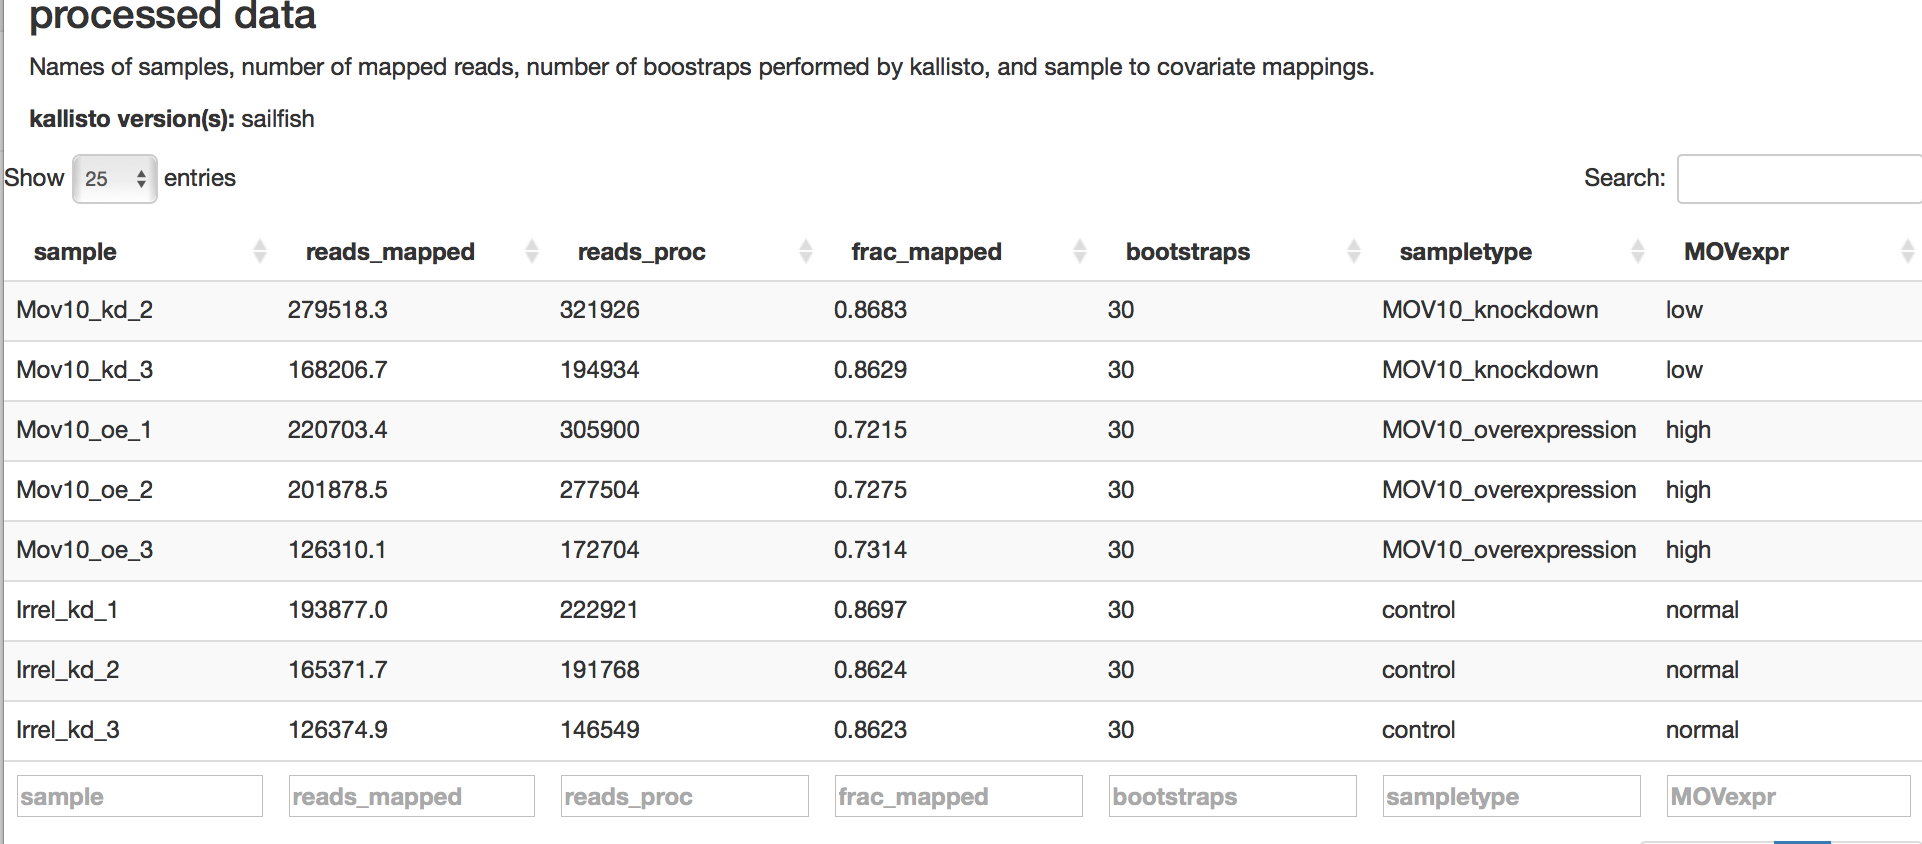 processed data
Names of samples, number of mapped reads, number of boostraps performed by kallisto, and sample to covariate mappings.
kallisto version(s): sailfish
Show 25 entries Search:
sample reads_mapped reads_proc frac_mapped bootstraps sampletype MOVexpr
Mov10_kd_2 279518.3 321926 0.8683 30 MOV10_knockdown low
Mov10_kd_3 168206.7 194934 0.8629 30 MOV10_knockdown low
Mov10_oe_1 220703.4 305900 0.7215 30 MOV10_overexpression high
Mov10_oe_2 201878.5 277504 0.7275 30 MOV10_overexpression high
Mov10_oe_3 126310.1 172704 0.7314 30 MOV10_overexpression high
Irrel_kd_1 193877.0 222921 0.8697 30 control normal
Irrel_kd_2 165371.7 191768 0.8624 30 control normal
Irrel_kd_3 126374.9 146549 0.8623 30 control normal
sample reads_mapped reads_proc frac_mapped bootstraps sampletype MOVexpr